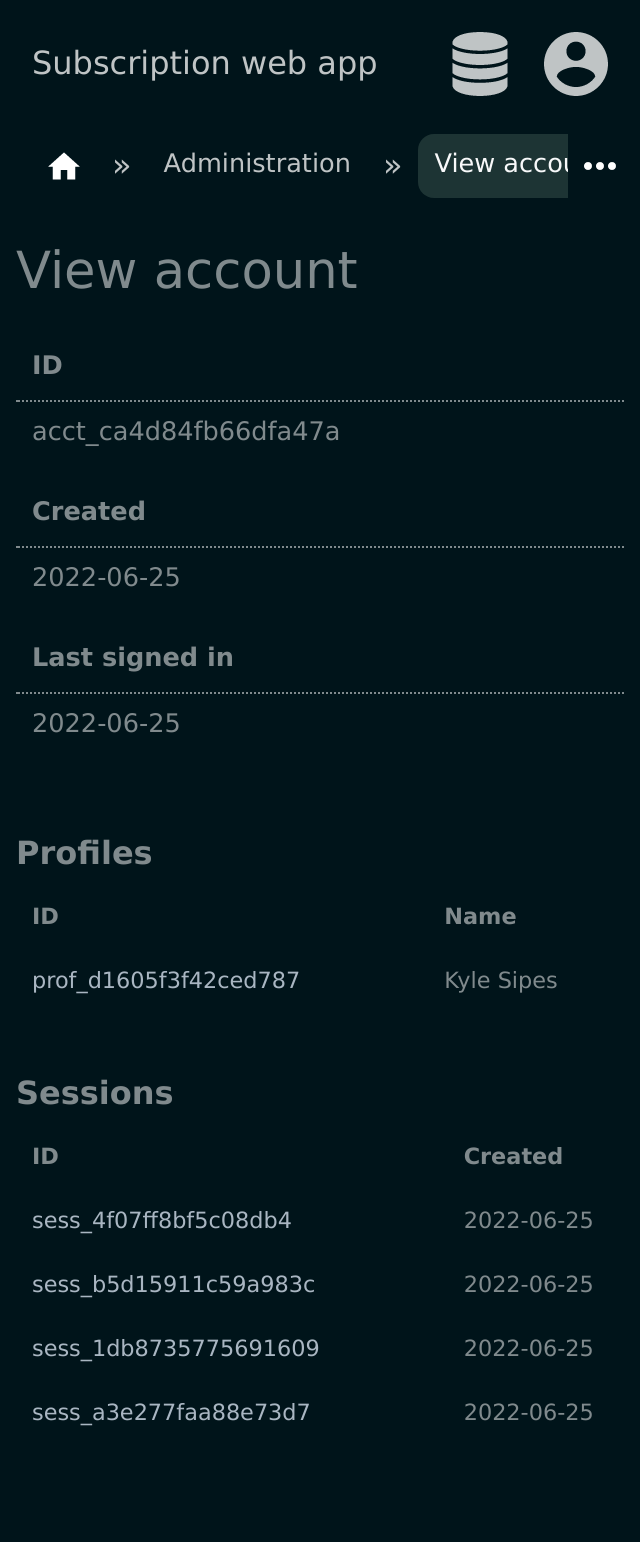 Subscription web app
» Administration » View accou
View account
ID
acct_ca4d84fb66dfa47a
Created
2022-06-25
Last signed in
2022-06-25
Profiles
ID Name
prof_d1605f3f42ced787 Kyle Sipes
Sessions
ID Created
sess_4f07ff8bf5c08db4 2022-06-25
sess_b5d15911c59a983c 2022-06-25
sess_1db8735775691609 2022-06-25
sess_a3e277faa88e73d7 2022-06-25